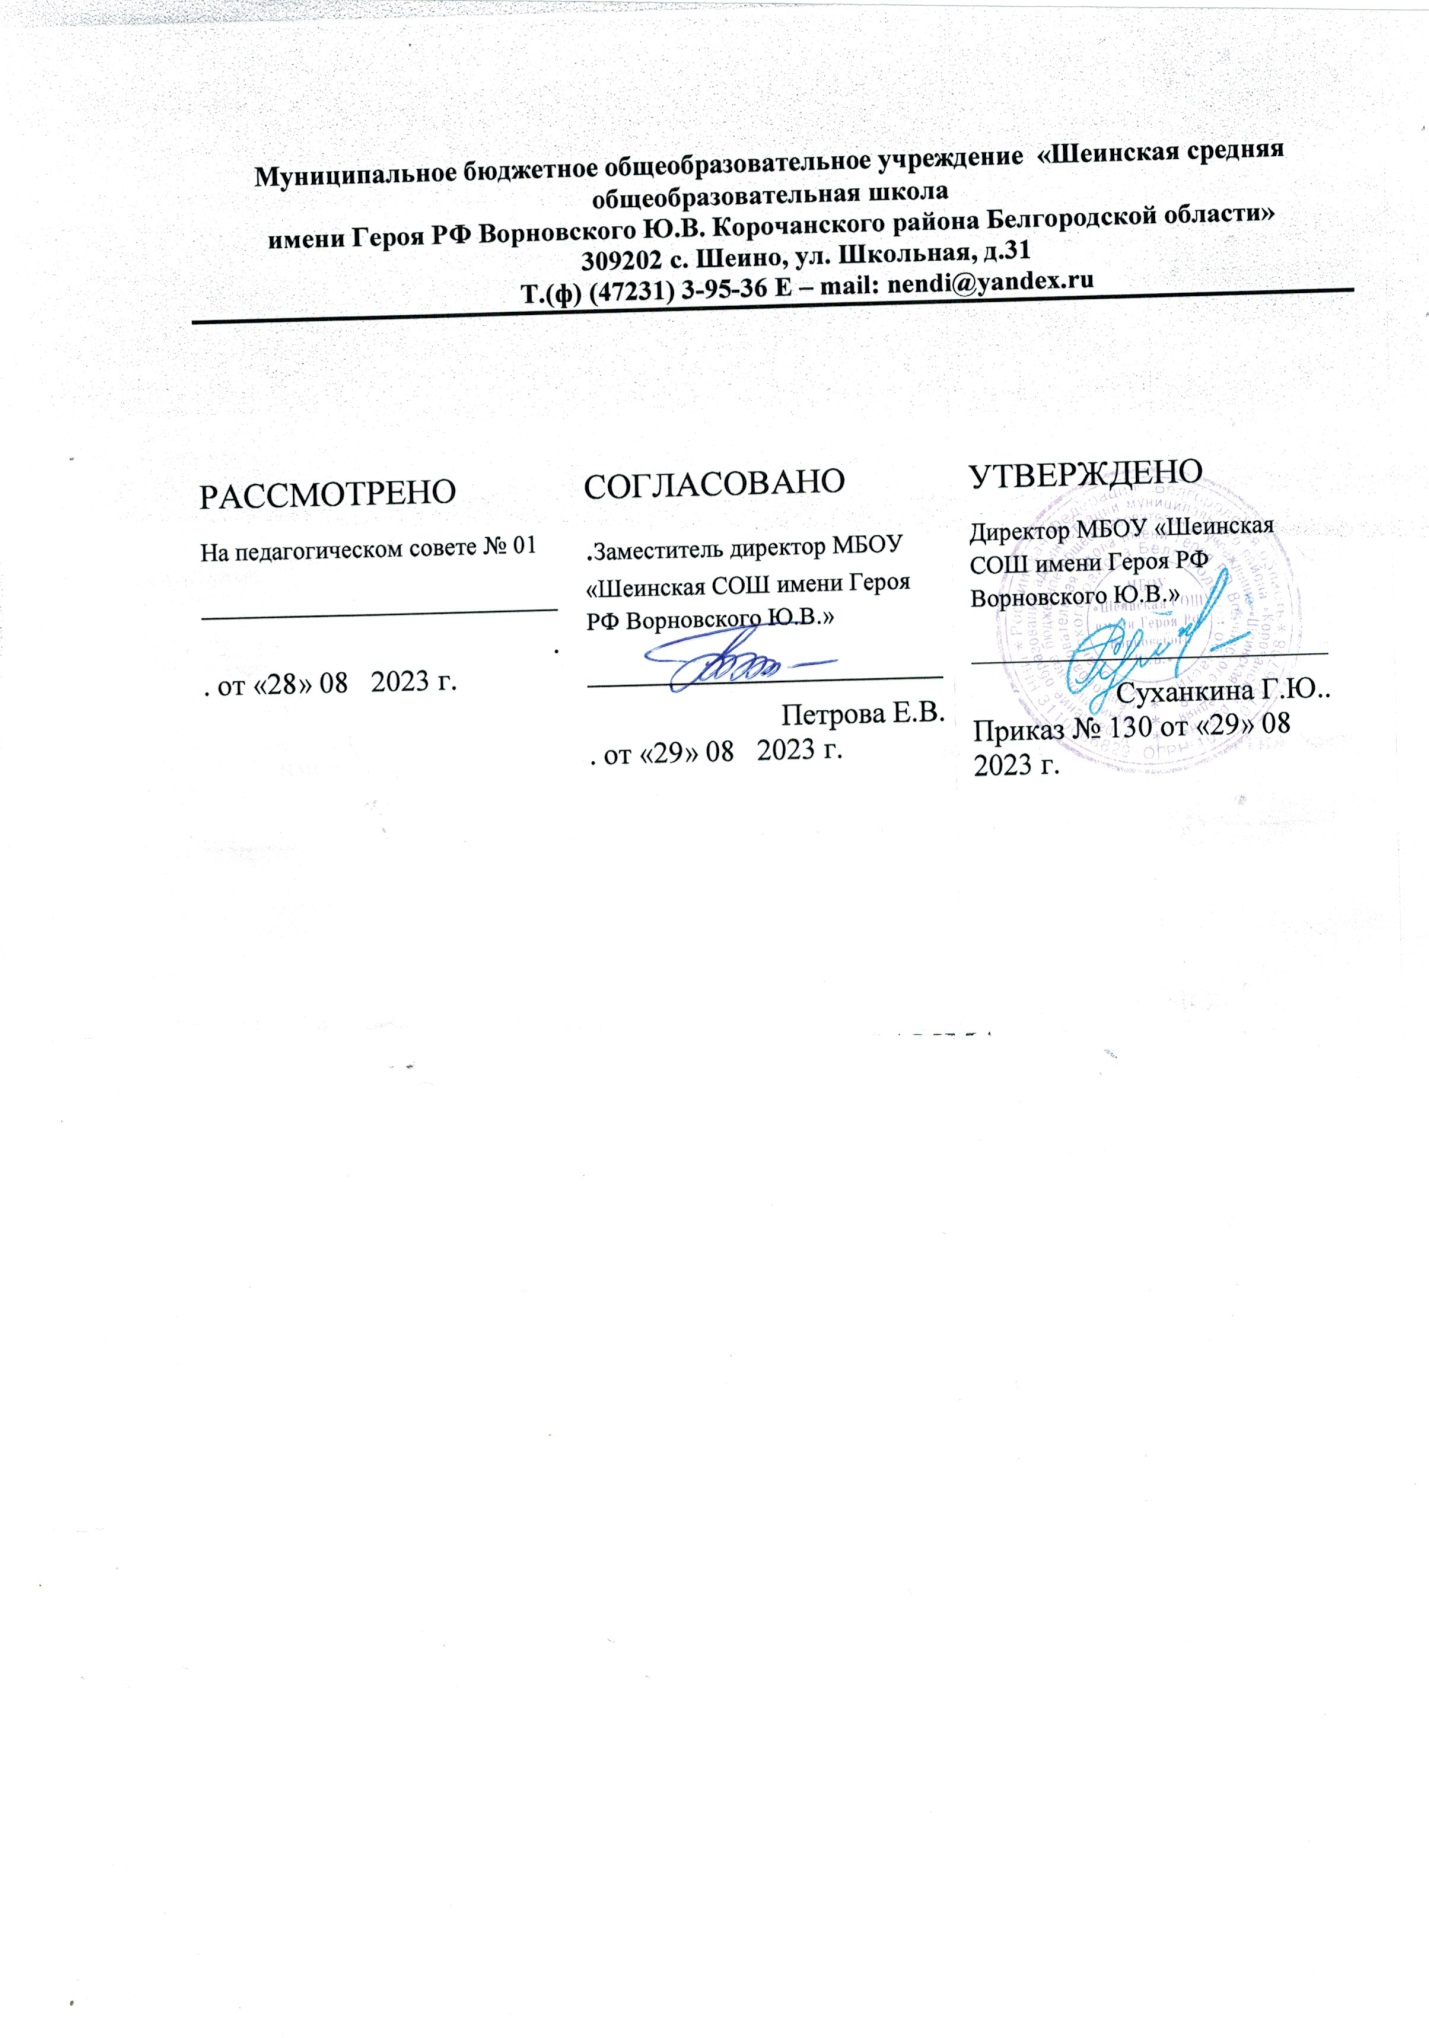 Муниципальное бюджетное общеобразовательное учреждение «Шеинская средняя
общеобразовательная школа
имени Героя РФ Ворновского Ю.В. Корочанского района Белгородской области»
309202 с. Шеино, ул. Школьная, д.31
Т.(ф) (47231) 3-95-36 E – mail: nendi@yandex.ru
РАССМОТРЕНО
На педагогическом совете № 01
.
. от «28» 08 2023 г.
СОГЛАСОВАНО
.Заместитель директор МБОУ
«Шеинская СОШ имени Героя
РФ Ворновского Ю.В.»
Петрова Е.В.
. от «29» 08 2023 г.
УТВЕРЖДЕНО
Директор МБОУ «Шеинская
СОШ имени Героя РФ
Ворновского Ю.В.»
Суханкина Г.Ю..
Приказ № 130 от «29» 08
2023 г.